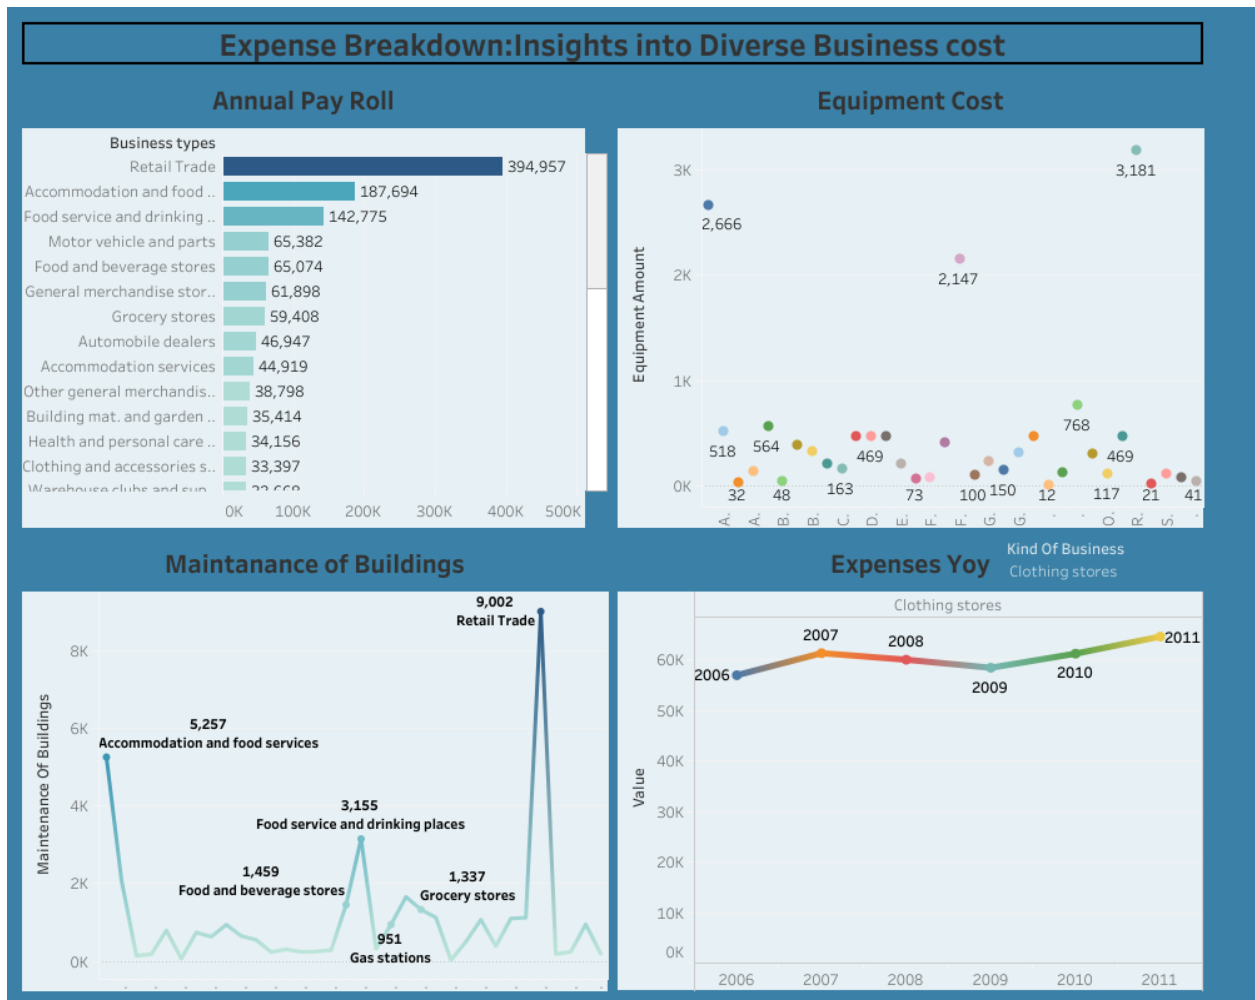 Expense Breakdown:Insights into Diverse Business cost
Annual Pay Roll
Business types
Retail Trade 394,957
Accommodation and food .. 187,694
Food service and drinking .. 142,775
Motor vehicle and parts 65,382
Food and beverage stores 65,074
General merchandise stor.. 61,898
Grocery stores 59,408
Automobile dealers 46,947
Accommodation services 44,919
Other general merchandis.. 38,798
Building mat. and garden .. 35,414
Health and personal care .. 34,156
Clothing and accessories s.. 33,397
Warehouse clubs and sup..
0K 100K 200K 300K 400K 500K
Equipment Cost
Equipment Amount
3K
2K
1K
0K
3,181
2,666
2,147
768
518 564 469 469
32 48 163 73 100 150 12 117 21 41
A. A. B. B. C. D. E. F. F. G. G. . . O. R. S. .
Maintanance of Buildings
Maintenance Of Buildings
8K
6K
4K
2K
0K
9,002
Retail Trade
5,257
Accommodation and food services
3,155
Food service and drinking places
1,459
Food and beverage stores
1,337
Grocery stores
951
Gas stations
Expenses Yoy
Kind Of Business
Clothing stores
Clothing stores
Value
60K
50K
40K
30K
20K
10K
0K
2006 2007 2008 2009 2010 2011
2006 2007 2008 2009 2010 2011